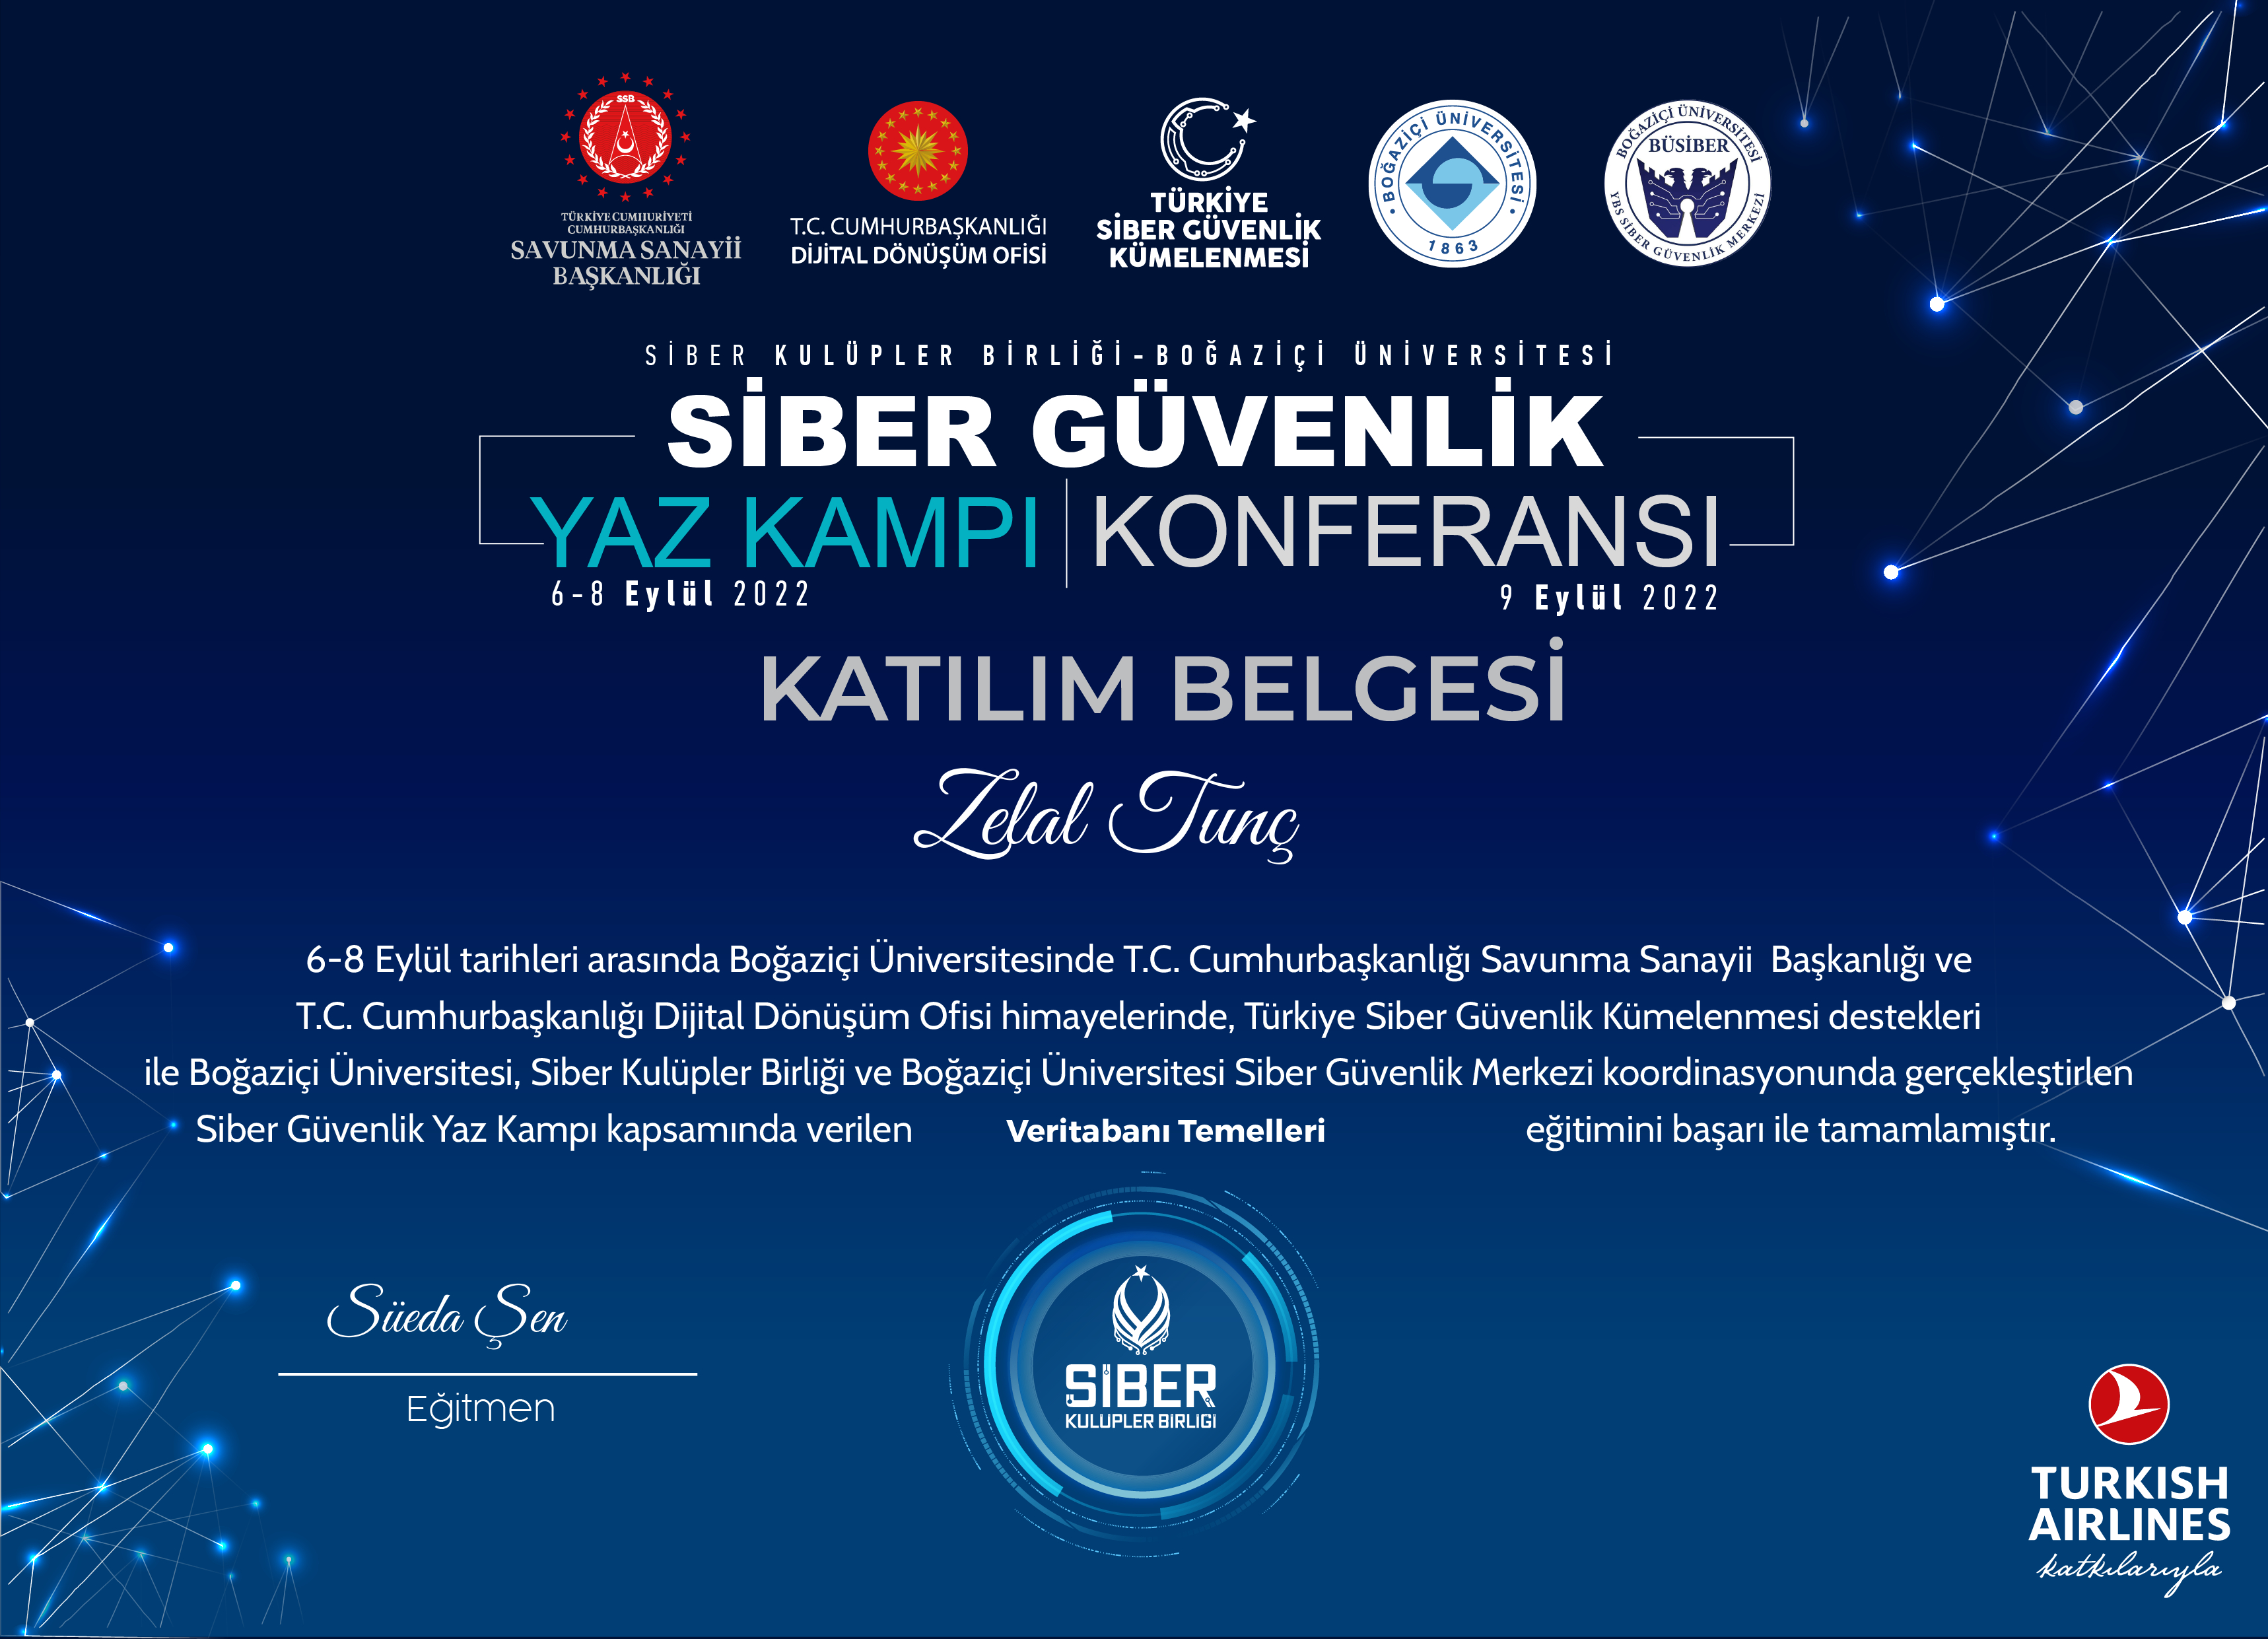 SSB
TÜRKİYE CUMHURİYETİ
CUMHURBAŞKANLIĞI
SAVUNMA SANAYİİ
BAŞKANLIĞI
T.C. CUMHURBAŞKANLIĞI
DİJİTAL DÖNÜŞÜM OFİSİ
TÜRKİYE
SİBER GÜVENLİK
KÜMELENMESİ
• BOĞAZİÇİ ÜNİVERSİTESİ •
1863
BOĞAZİÇİ ÜNİVERSİTESİ
BÜSİBER
YBS SİBER GÜVENLİK MERKEZİ
SİBER KULÜPLER BİRLİĞİ-BOĞAZİÇİ ÜNİVERSİTESİ
SİBER GÜVENLİK
YAZ KAMPI KONFERANSI
6-8 Eylül 2022 9 Eylül 2022
KATILIM BELGESİ
Zelal Tunç
6-8 Eylül tarihleri arasında Boğaziçi Üniversitesinde T.C. Cumhurbaşkanlığı Savunma Sanayii Başkanlığı ve
T.C. Cumhurbaşkanlığı Dijital Dönüşüm Ofisi himayelerinde, Türkiye Siber Güvenlik Kümelenmesi destekleri
ile Boğaziçi Üniversitesi, Siber Kulüpler Birliği ve Boğaziçi Üniversitesi Siber Güvenlik Merkezi koordinasyonunda gerçekleştirlen
Siber Güvenlik Yaz Kampı kapsamında verilen Veritabanı Temelleri eğitimini başarı ile tamamlamıştır.
Süeda Şen
Eğitmen
SİBER
KULÜPLER BİRLİĞİ
TURKISH
AIRLINES
katkılarıyla